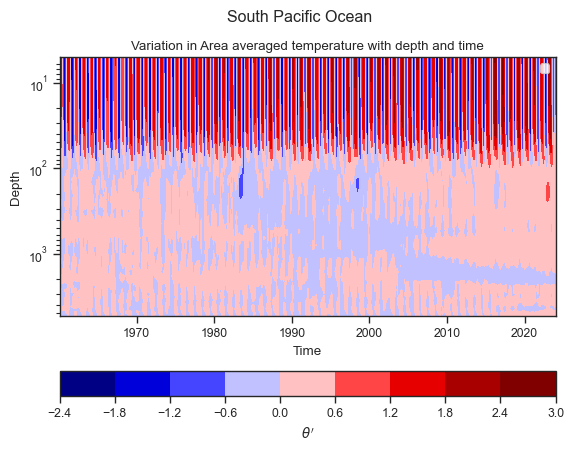 South Pacific Ocean
Variation in Area averaged temperature with depth and time
10¹
10²
10³
Depth
1970 1980 1990 2000 2010 2020
Time
−2.4 −1.8 −1.2 −0.6 0.0 0.6 1.2 1.8 2.4 3.0
θ′